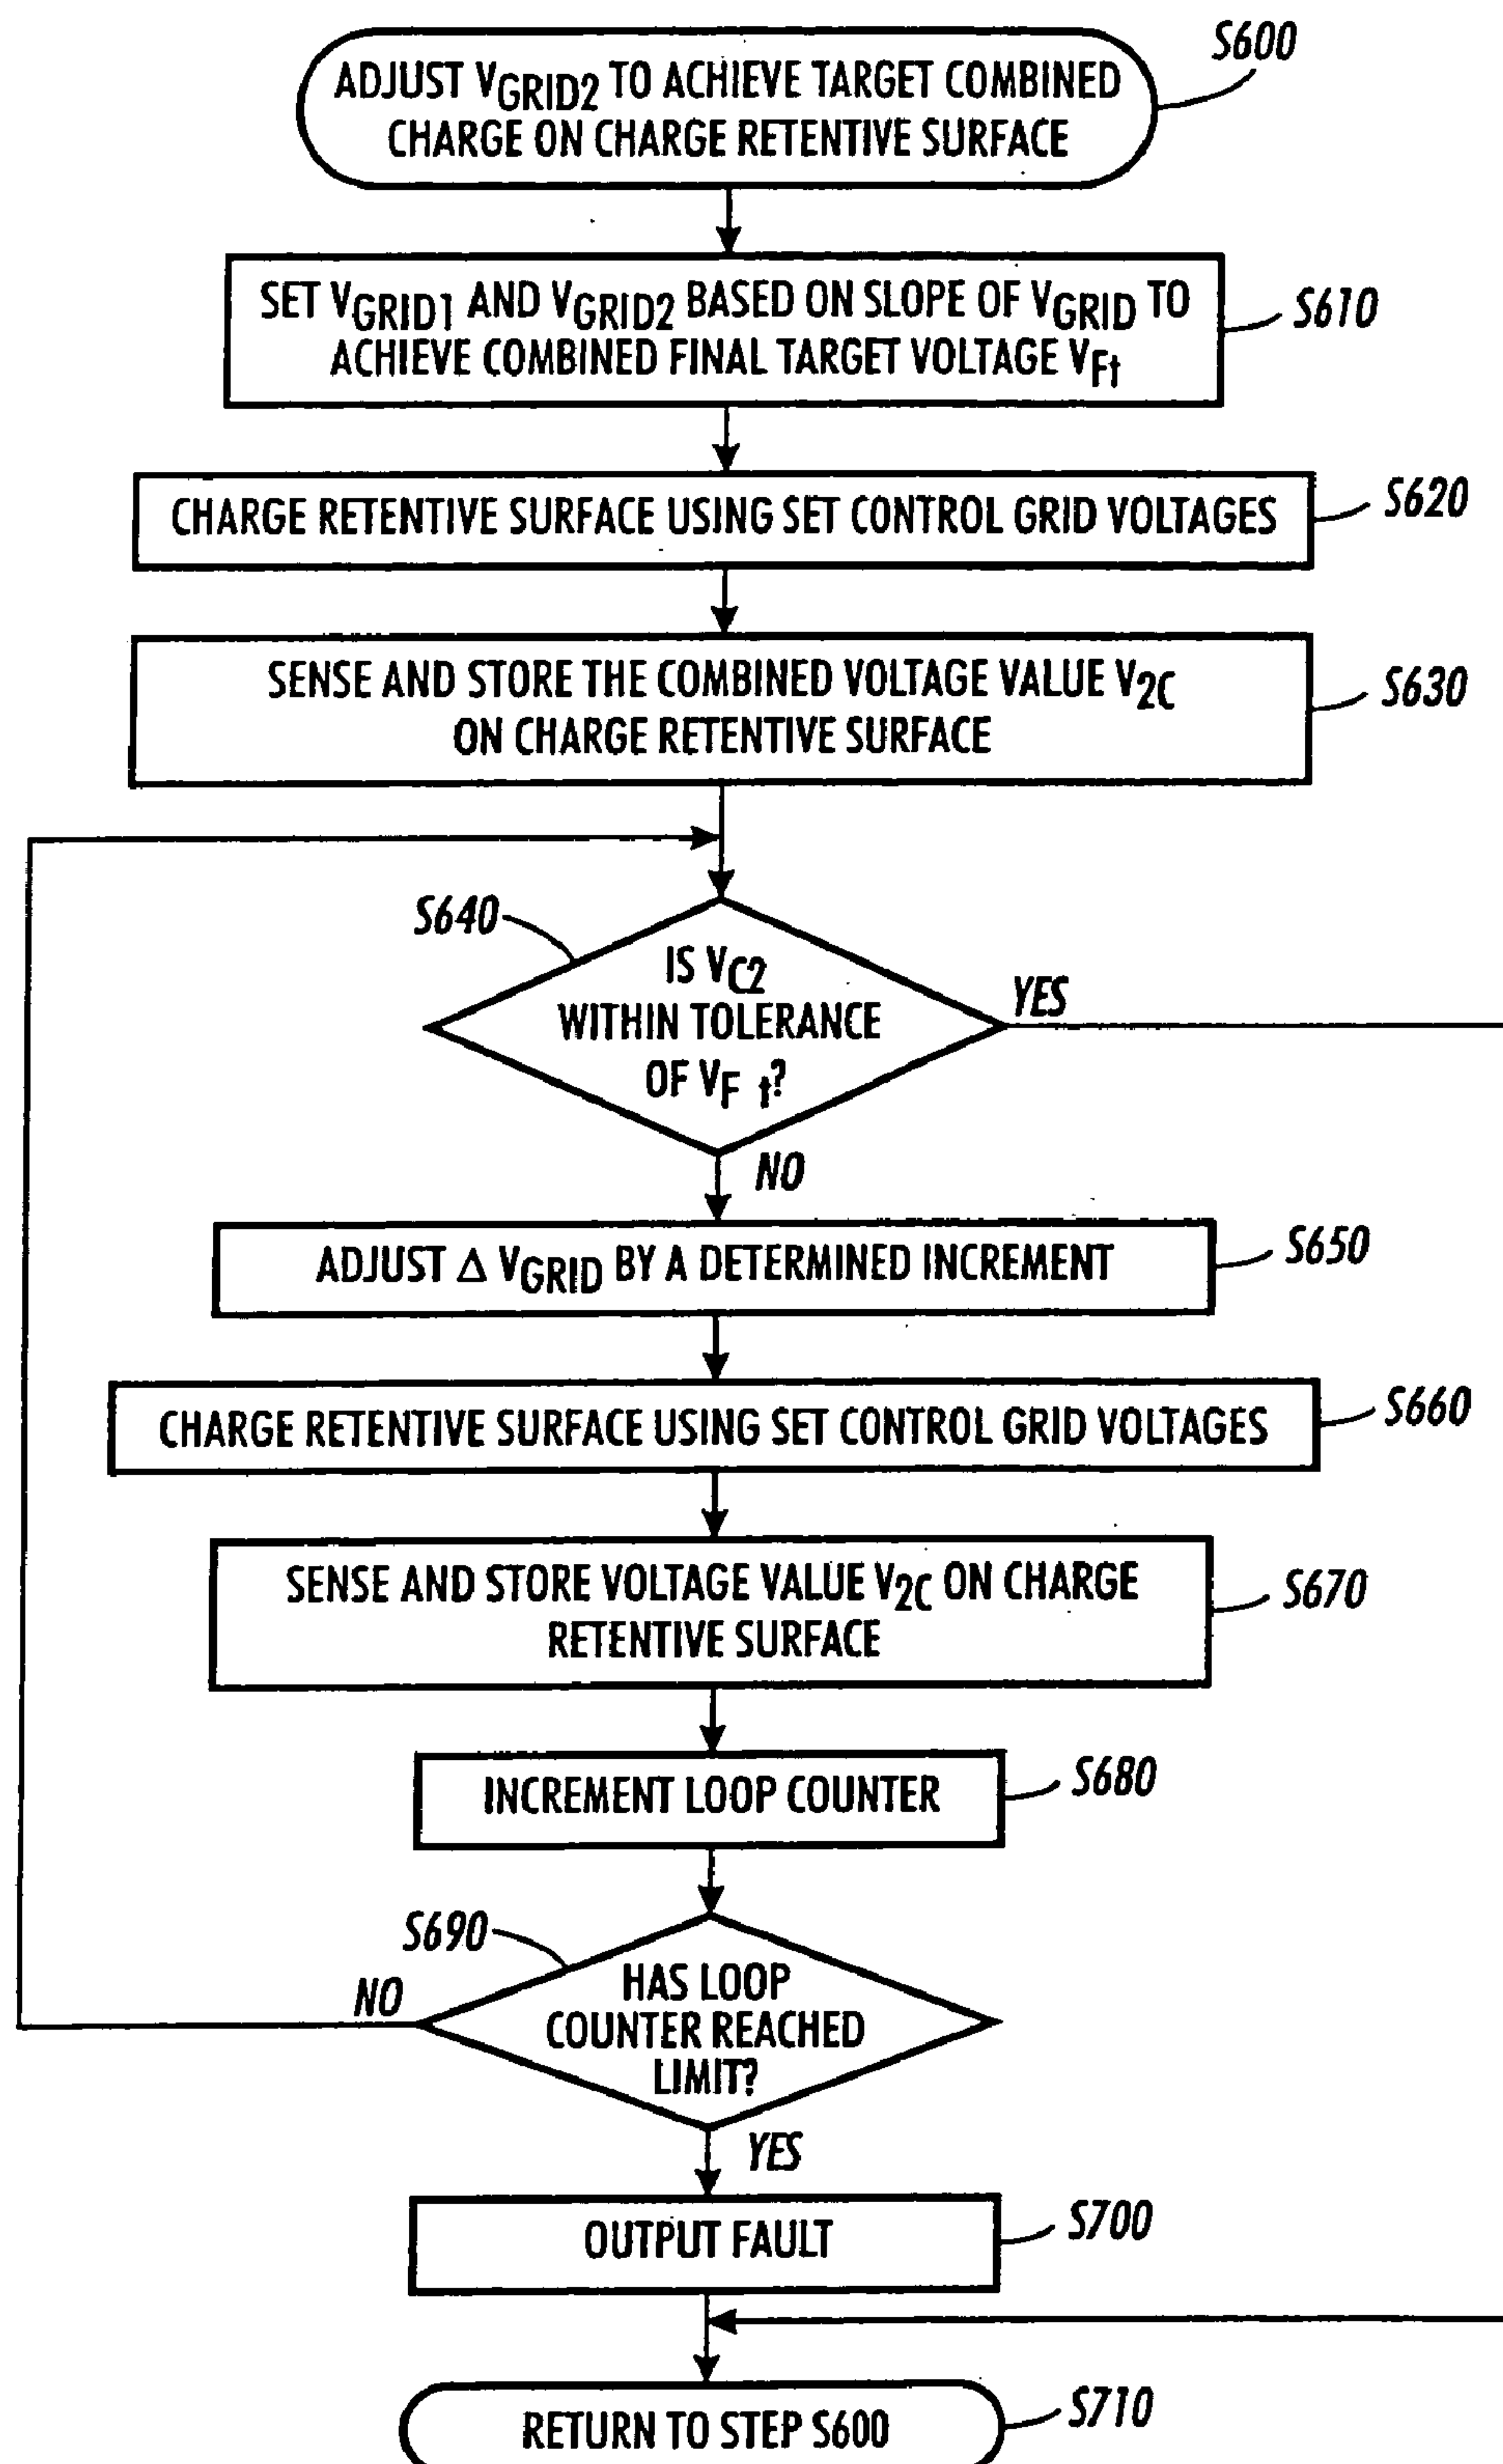 S600
ADJUST VGRID2 TO ACHIEVE TARGET COMBINED
CHARGE ON CHARGE RETENTIVE SURFACE
SET VGRID1 AND VGRID2 BASED ON SLOPE OF VGRID TO
ACHIEVE COMBINED FINAL TARGET VOLTAGE VFt
S610
CHARGE RETENTIVE SURFACE USING SET CONTROL GRID VOLTAGES
S620
SENSE AND STORE THE COMBINED VOLTAGE VALUE V2C
ON CHARGE RETENTIVE SURFACE
S630
S640
IS VC2
WITHIN TOLERANCE
OF VF t?
YES
NO
ADJUST Δ VGRID BY A DETERMINED INCREMENT
S650
CHARGE RETENTIVE SURFACE USING SET CONTROL GRID VOLTAGES
S660
SENSE AND STORE VOLTAGE VALUE V2C ON CHARGE
RETENTIVE SURFACE
S670
INCREMENT LOOP COUNTER
S680
S690
HAS LOOP
COUNTER REACHED
LIMIT?
NO
YES
OUTPUT FAULT
S700
RETURN TO STEP S600
S710